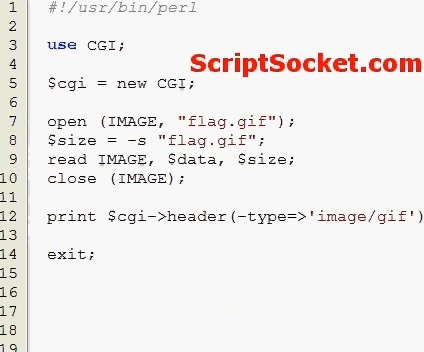 1 #!/usr/bin/perl
2
3 use CGI;
4 ScriptSocket.com
5 $cgi = new CGI;
6
7 open (IMAGE, "flag.gif");
8 $size = -s "flag.gif";
9 read IMAGE, $data, $size;
10 close (IMAGE);
11
12 print $cgi->header(-type=>'image/gif')
13
14 exit;
15
16
17
18
19